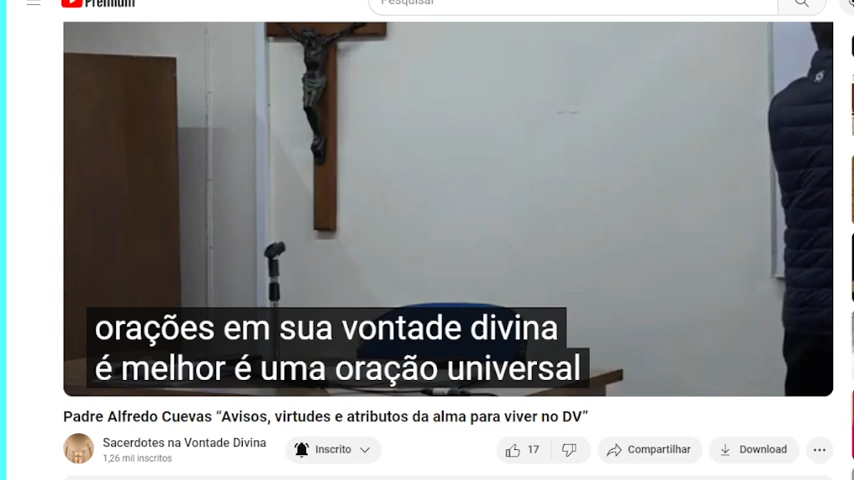 Premium
Pesquisar
orações em sua vontade divina
é melhor é uma oração universal
Padre Alfredo Cuevas “Avisos, virtudes e atributos da alma para viver no DV”
Sacerdotes na Vontade Divina
1,26 mil inscritos
Inscrito
17
Compartilhar
Download